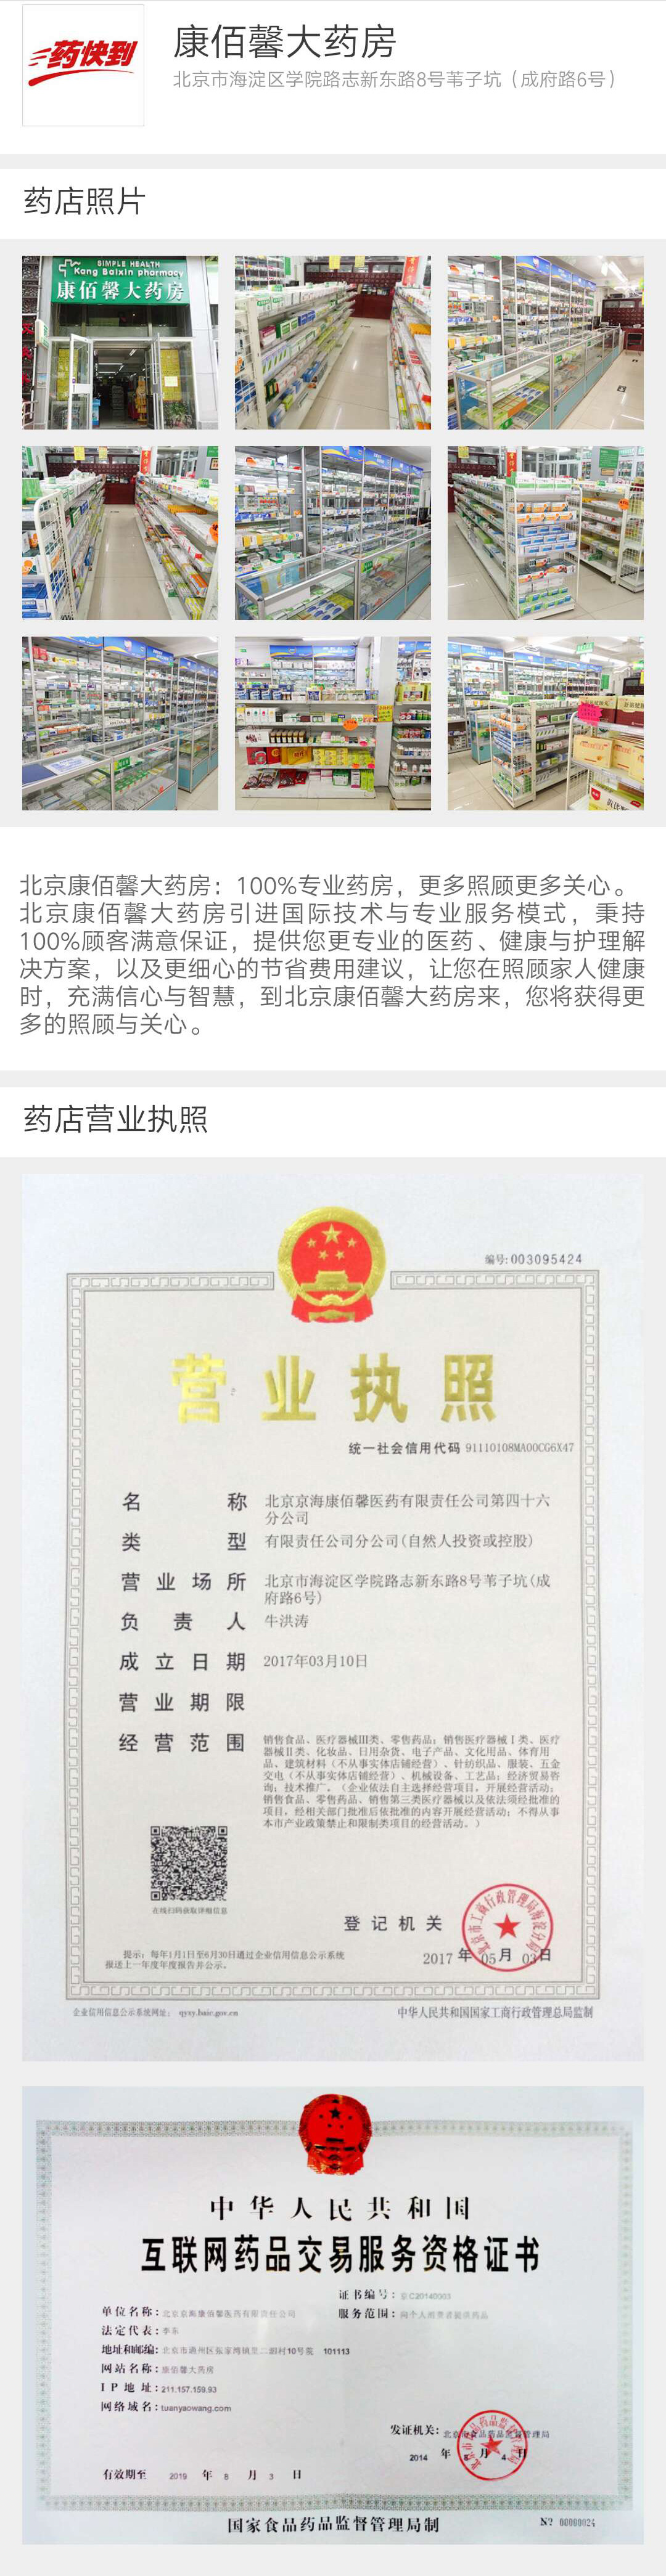 药快到
康佰馨大药房
北京市海淀区学院路志新东路8号苇子坑（成府路6号）
药店照片
SIMPLE HEALTH
Kang Baixin pharmacy
康佰馨大药房
北京康佰馨大药房：100%专业药房，更多照顾更多关心。
北京康佰馨大药房引进国际技术与专业服务模式，秉持
100%顾客满意保证，提供您更专业的医药、健康与护理解
决方案，以及更细心的节省费用建议，让您在照顾家人健康
时，充满信心与智慧，到北京康佰馨大药房来，您将获得更
多的照顾与关心。
药店营业执照
编号:003095424
营业执照
统一社会信用代码 91110108MA00CG6X47
名称 北京京海康佰馨医药有限责任公司第四十六
分公司
类型 有限责任公司分公司(自然人投资或控股)
营业场所 北京市海淀区学院路志新东路8号苇子坑(成
府路6号)
负责人 牛洪涛
成立日期 2017年03月10日
营业期限
经营范围 销售食品、医疗器械III类、零售药品；销售医疗器械Ⅰ类、医疗
器械Ⅱ类、化妆品、日用杂货、电子产品、文化用品、体育用
品、建筑材料（不从事实体店铺经营）、针纺织品、服装、五金
交电（不从事实体店铺经营）、机械设备、工艺品；经济贸易咨
询；技术推广。（企业依法自主选择经营项目，开展经营活动；
销售食品、零售药品、销售第三类医疗器械以及依法须经批准的
项目，经相关部门批准后依批准的内容开展经营活动；不得从事
本市产业政策禁止和限制类项目的经营活动。）
在线扫码获取详细信息
登记机关
提示：每年1月1日至6月30日通过企业信用信息公示系统
报送上一年度年度报告并公示。
2017 年 05 月 03 日
企业信用信息公示系统网址： qyxy.baic.gov.cn
中华人民共和国国家工商行政管理总局监制
中华人民共和国
互联网药品交易服务资格证书
证书编号：京C20140003
单位名称：北京京海康佰馨医药有限责任公司
服务范围：向个人消费者提供药品
法定代表：李东
地址和邮编：北京市通州区张家湾镇里二泗村10号院 101113
网站名称：康佰馨大药房
IP地址：211.157.159.93
网络域名：tuanyaowang.com
发证机关：北京市食品药品监督管理局
2014 年 8 月 4 日
有效期至 2019 年 8 月 3 日
国家食品药品监督管理局制
N? 00000024